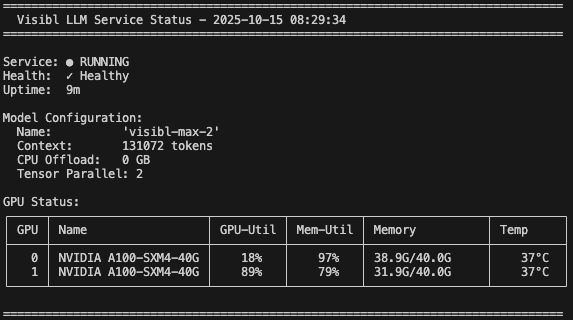 Visibl LLM Service Status - 2025-10-15 08:29:34
Service: ● RUNNING
Health: ✓ Healthy
Uptime: 9m
Model Configuration:
Name: 'visibl-max-2'
Context: 131072 tokens
CPU Offload: 0 GB
Tensor Parallel: 2
GPU Status:
GPU Name GPU-Util Mem-Util Memory Temp
0 NVIDIA A100-SXM4-40G 18% 97% 38.9G/40.0G 37°C
1 NVIDIA A100-SXM4-40G 89% 79% 31.9G/40.0G 37°C